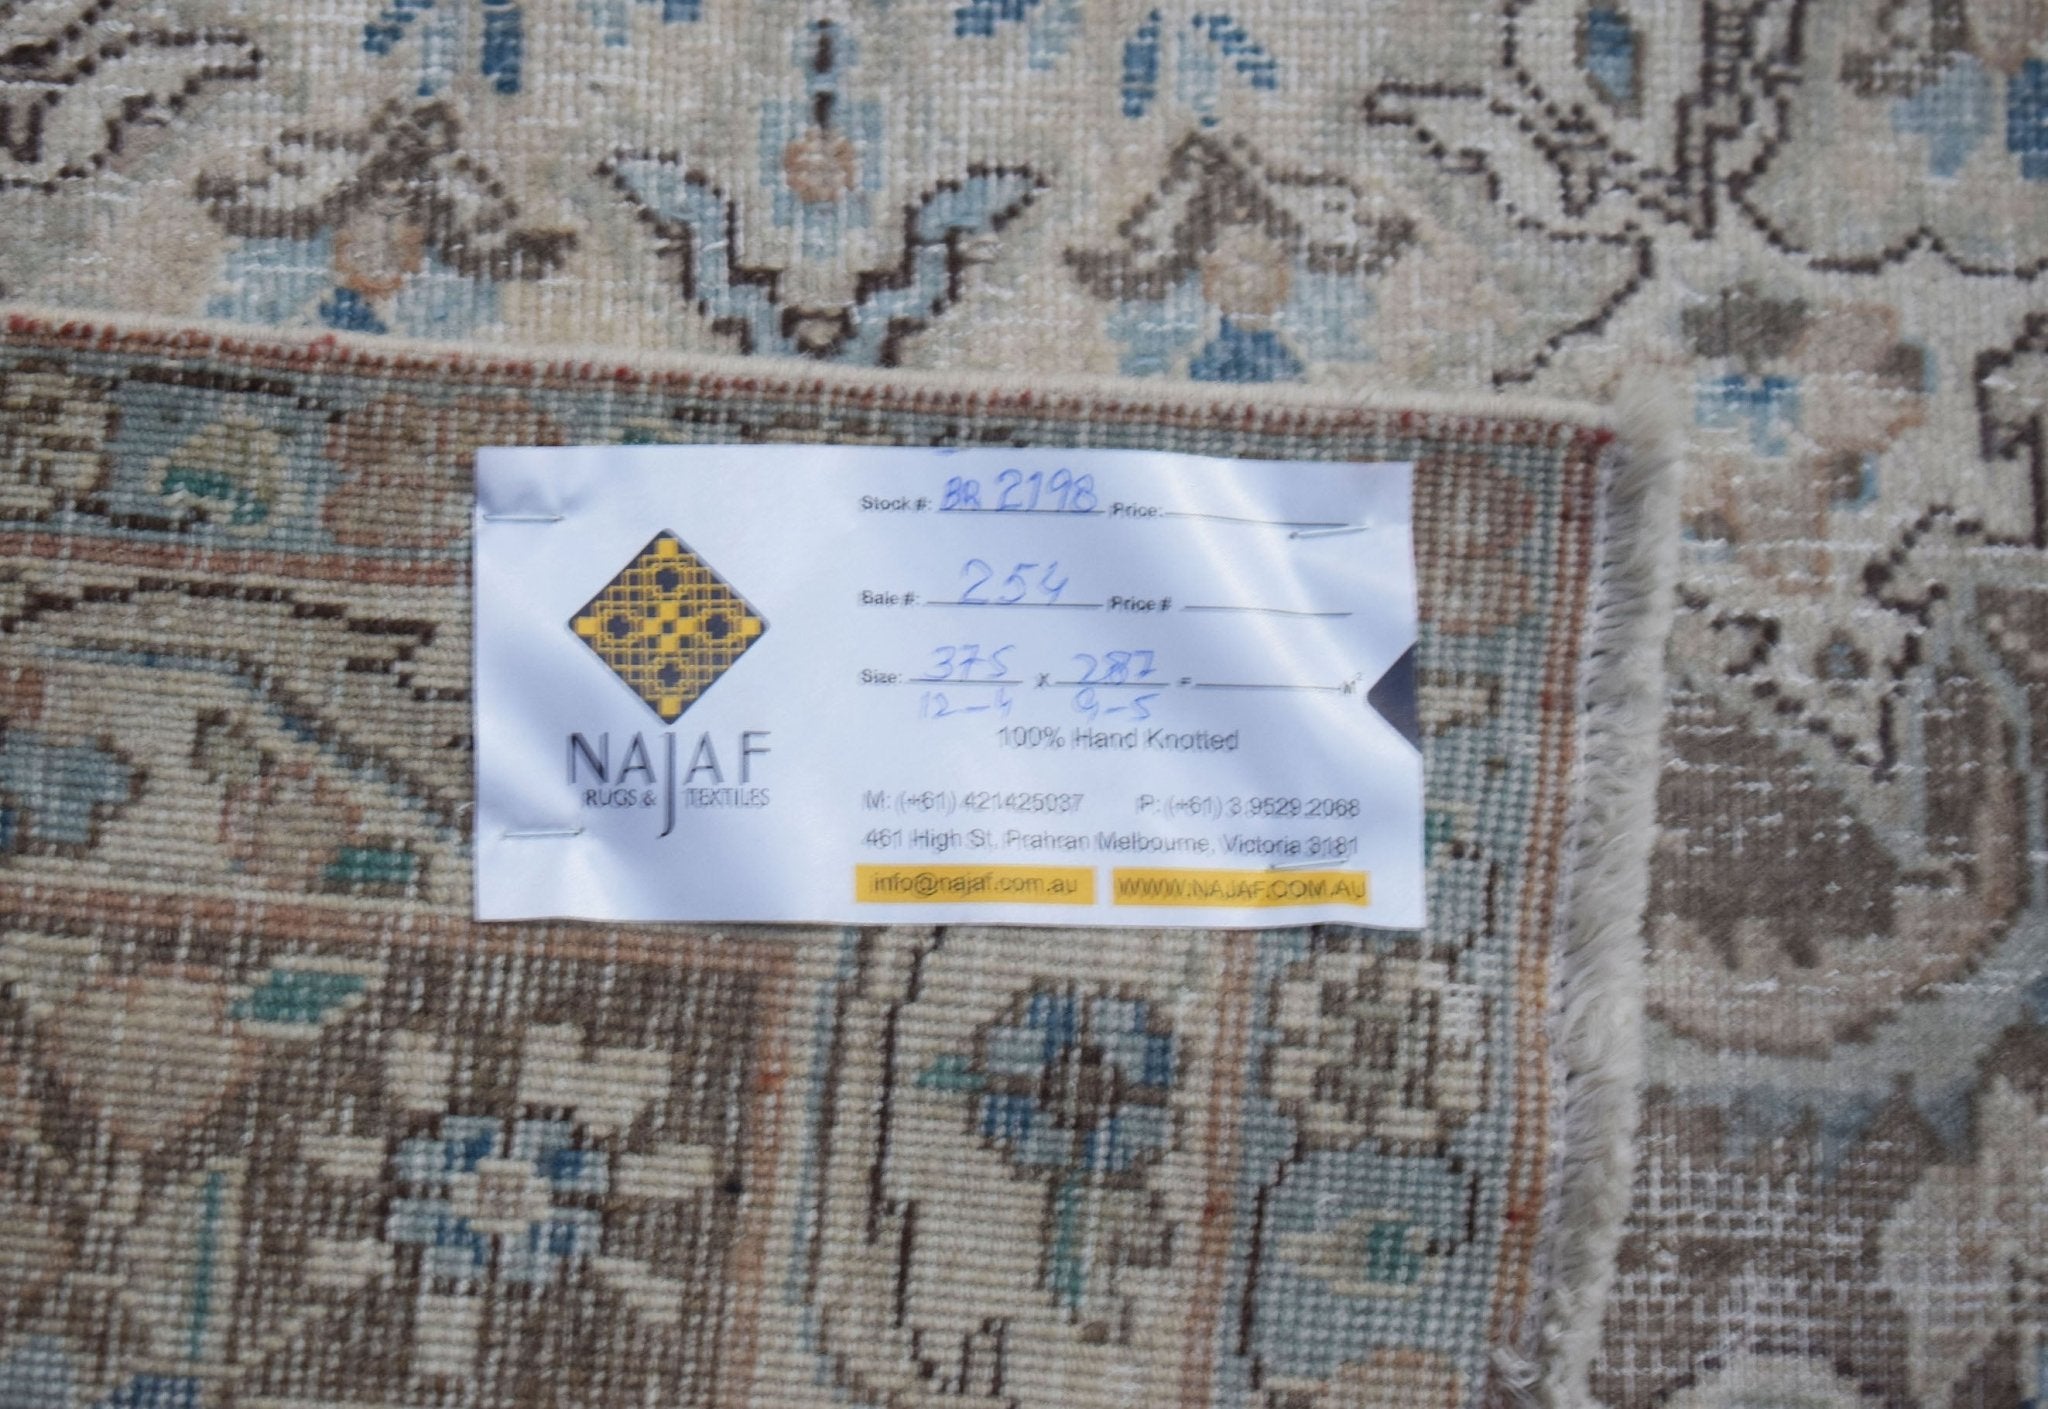 Stock #: BR 2198 Price:
Bale #: 254 Price #
Size: 375 x 287 = M²
12-4 9-5
100% Hand Knotted
NAJAF
RUGS & TEXTILES
M: (+61) 421425037 P: (+61) 3 9529 2068
461 High St, Prahran Melbourne, Victoria 3181
info@najaf.com.au WWW.NAJAF.COM.AU